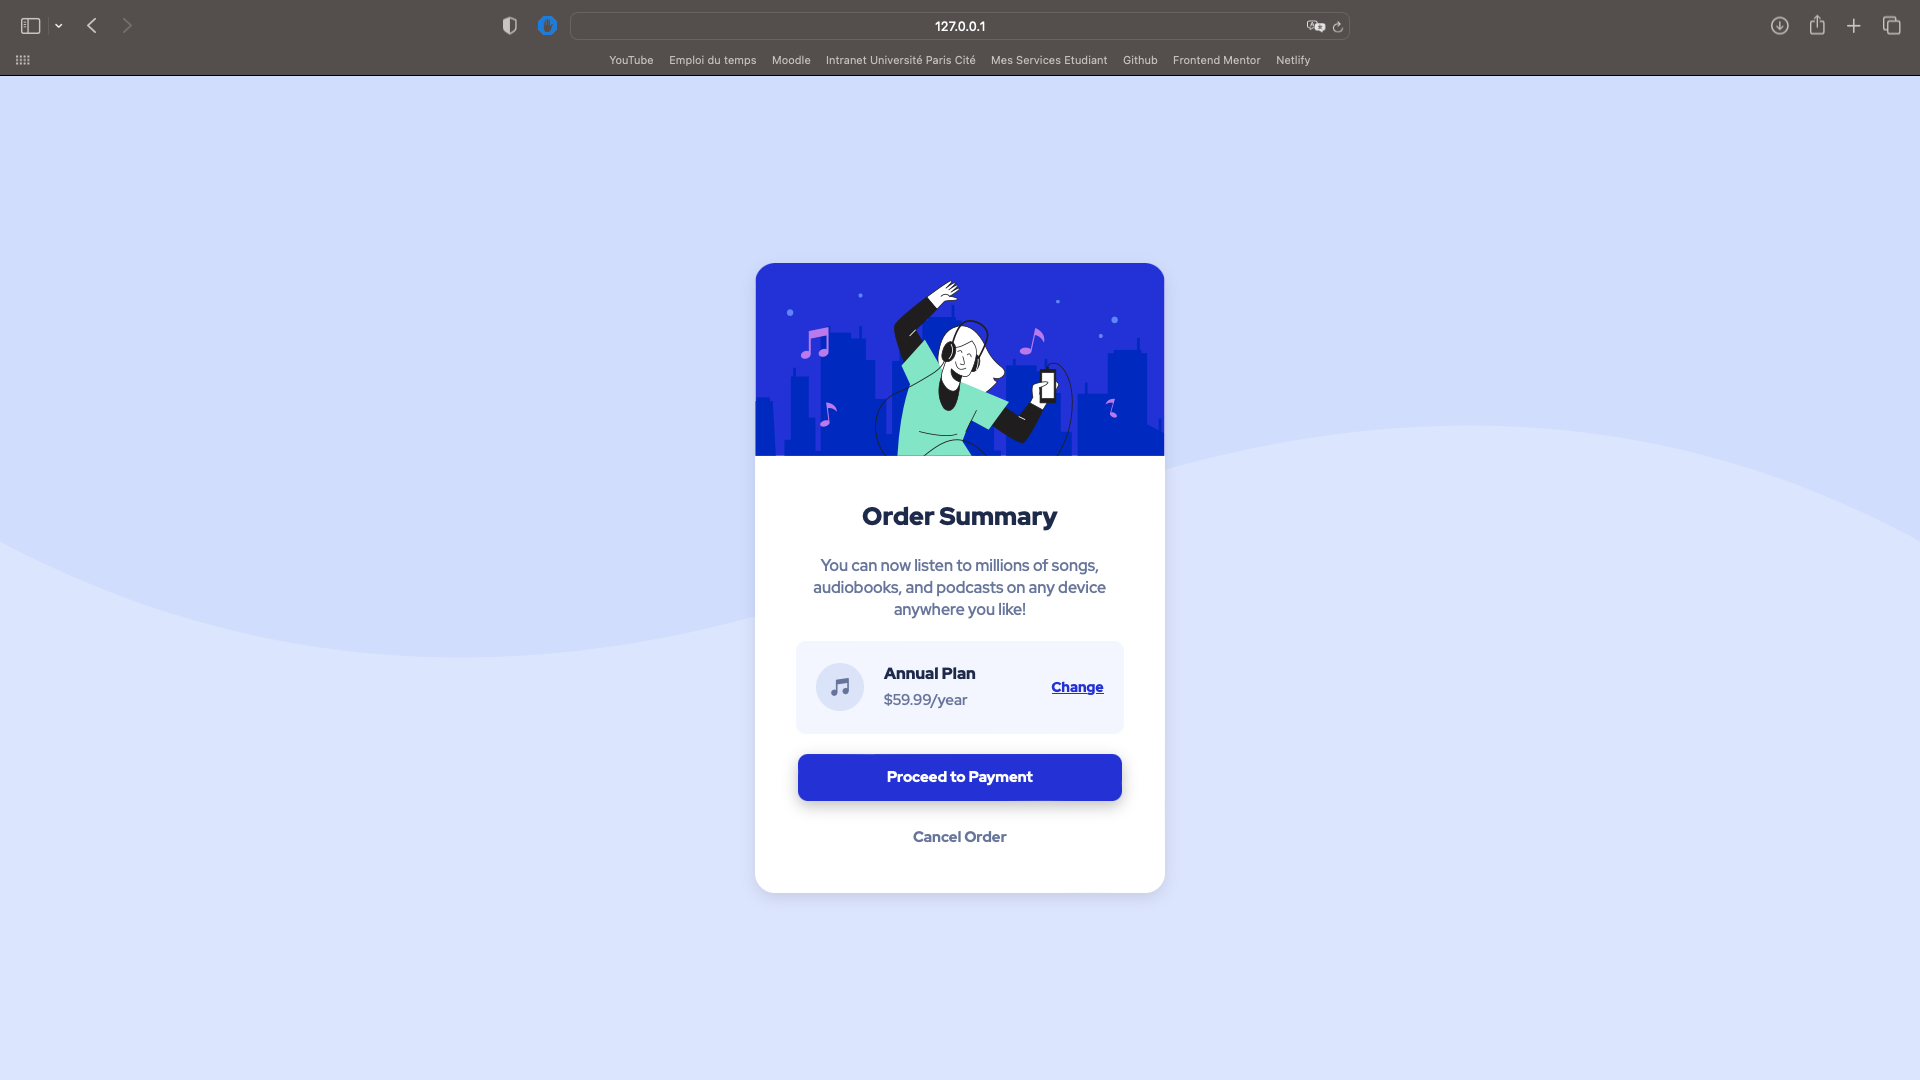 127.0.0.1
YouTube Emploi du temps Moodle Intranet Université Paris Cité Mes Services Etudiant Github Frontend Mentor Netlify
Order Summary
You can now listen to millions of songs,
audiobooks, and podcasts on any device
anywhere you like!
Annual Plan
$59.99/year
Change
Proceed to Payment
Cancel Order